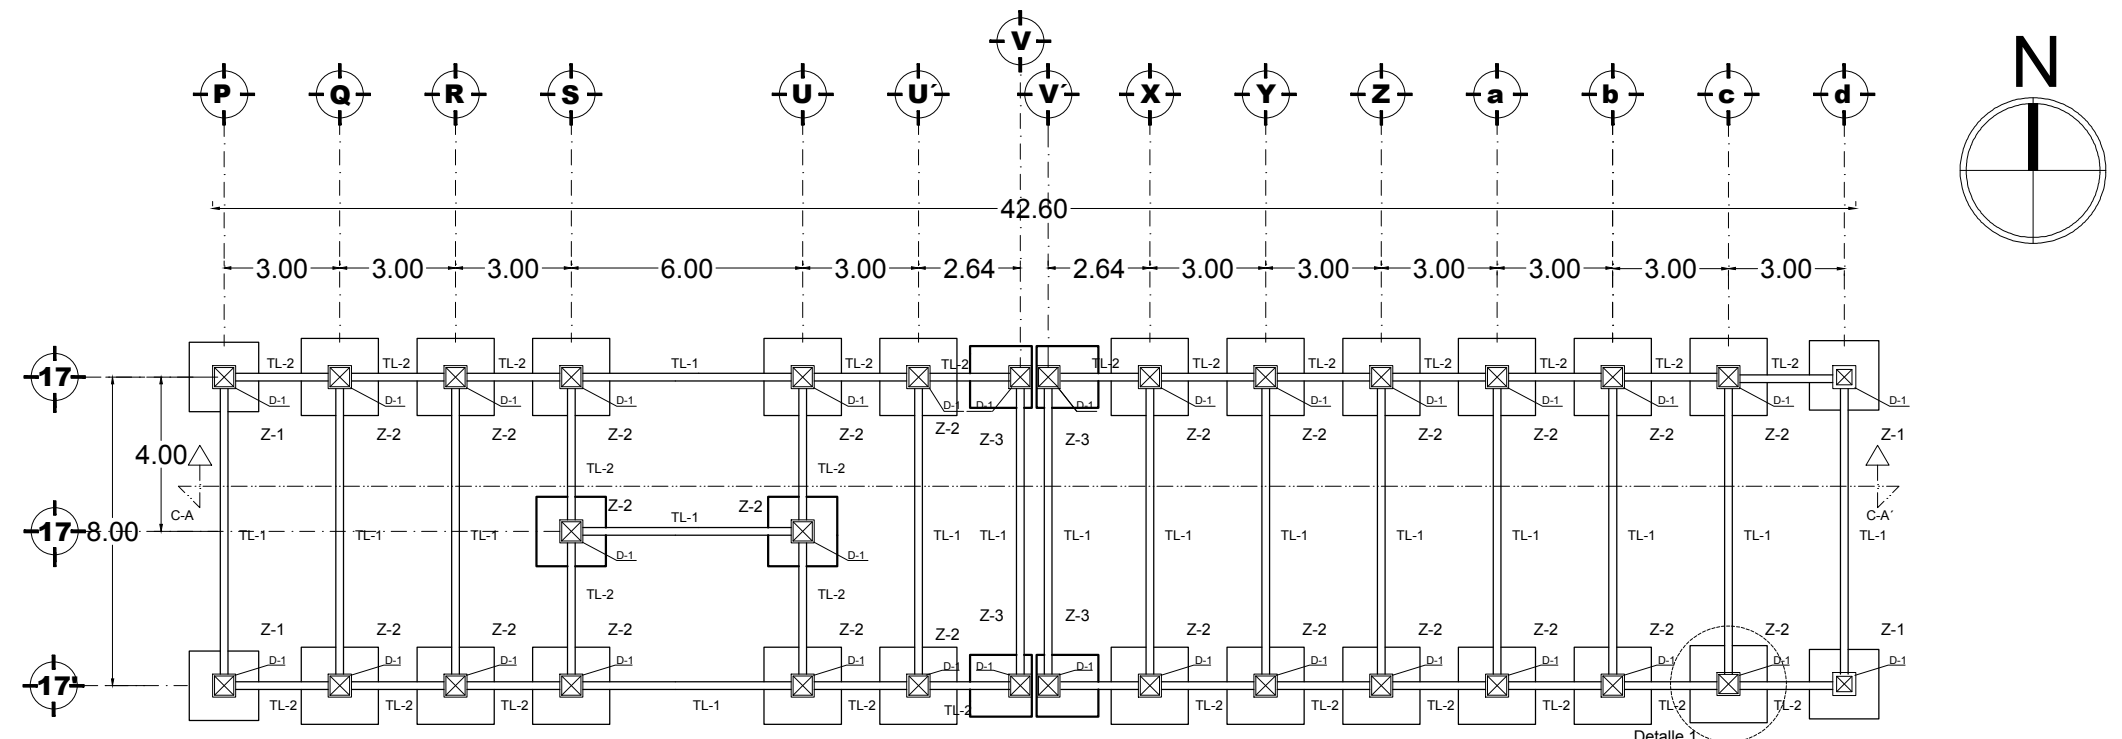 N
V
P Q R S U U´ V´ X Y Z a b c d
42.60
3.00 3.00 3.00 6.00 3.00 2.64 2.64 3.00 3.00 3.00 3.00 3.00 3.00
TL-2 TL-2 TL-2 TL-1 TL-2 TL-2 TL-2 TL-2 TL-2 TL-2 TL-2 TL-2 TL-2
17
D-1 D-1 D-1 D-1 D-1 D-1 D-1 D-1 D-1 D-1 D-1 D-1 D-1 D-1 D-1
Z-1 Z-2 Z-2 Z-2 Z-2 Z-2 Z-3 Z-3 Z-2 Z-2 Z-2 Z-2 Z-2 Z-2 Z-1
4.00
TL-2 TL-2
C-A Z-2 TL-1 Z-2 C-A´
17 8.00 TL-1 TL-1 TL-1 TL-1 TL-1 TL-1 TL-1 TL-1 TL-1 TL-1 TL-1 TL-1 TL-1
D-1 D-1
TL-2 TL-2
Z-1 Z-2 Z-2 Z-2 Z-2 Z-2 Z-3 Z-3 Z-2 Z-2 Z-2 Z-2 Z-2 Z-2 Z-1
D-1 D-1 D-1 D-1 D-1 D-1 D-1 D-1 D-1 D-1 D-1 D-1 D-1 D-1 D-1
17'
TL-2 TL-2 TL-2 TL-1 TL-2 TL-2 TL-2 TL-2 TL-2 TL-2 TL-2 TL-2
Detalle 1